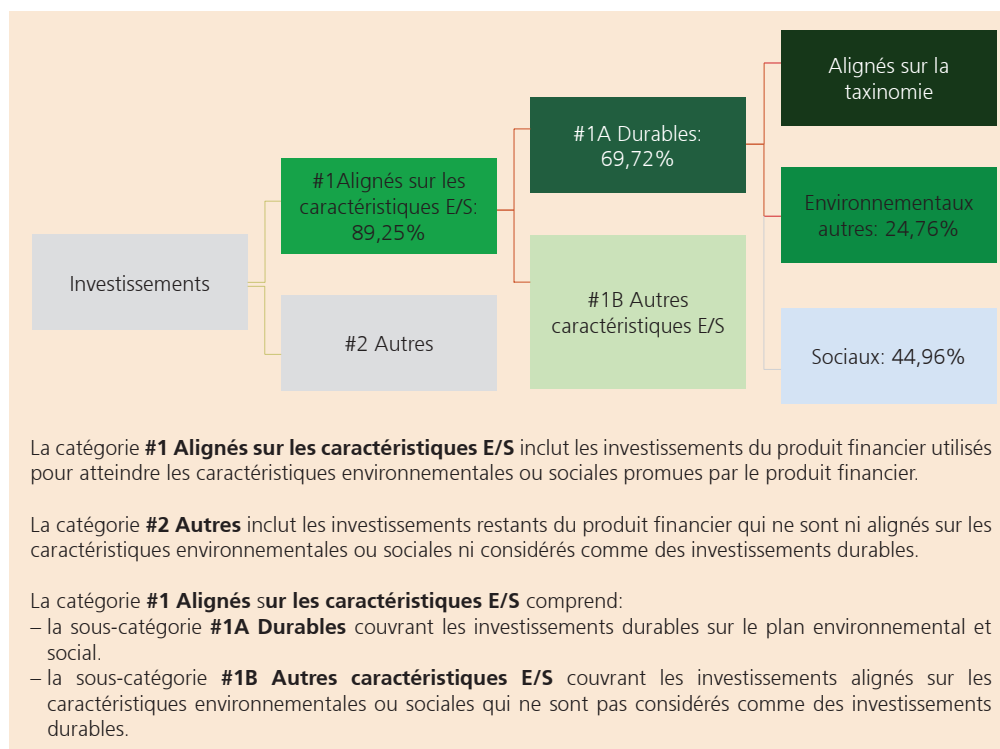 Investissements
#1Alignés sur les
caractéristiques E/S:
89,25%
#2 Autres
#1A Durables:
69,72%
#1B Autres
caractéristiques E/S
Alignés sur la
taxinomie
Environnementaux
autres: 24,76%
Sociaux: 44,96%
La catégorie #1 Alignés sur les caractéristiques E/S inclut les investissements du produit financier utilisés
pour atteindre les caractéristiques environnementales ou sociales promues par le produit financier.
La catégorie #2 Autres inclut les investissements restants du produit financier qui ne sont ni alignés sur les
caractéristiques environnementales ou sociales ni considérés comme des investissements durables.
La catégorie #1 Alignés sur les caractéristiques E/S comprend:
– la sous-catégorie #1A Durables couvrant les investissements durables sur le plan environnemental et
social.
– la sous-catégorie #1B Autres caractéristiques E/S couvrant les investissements alignés sur les
caractéristiques environnementales ou sociales qui ne sont pas considérés comme des investissements
durables.